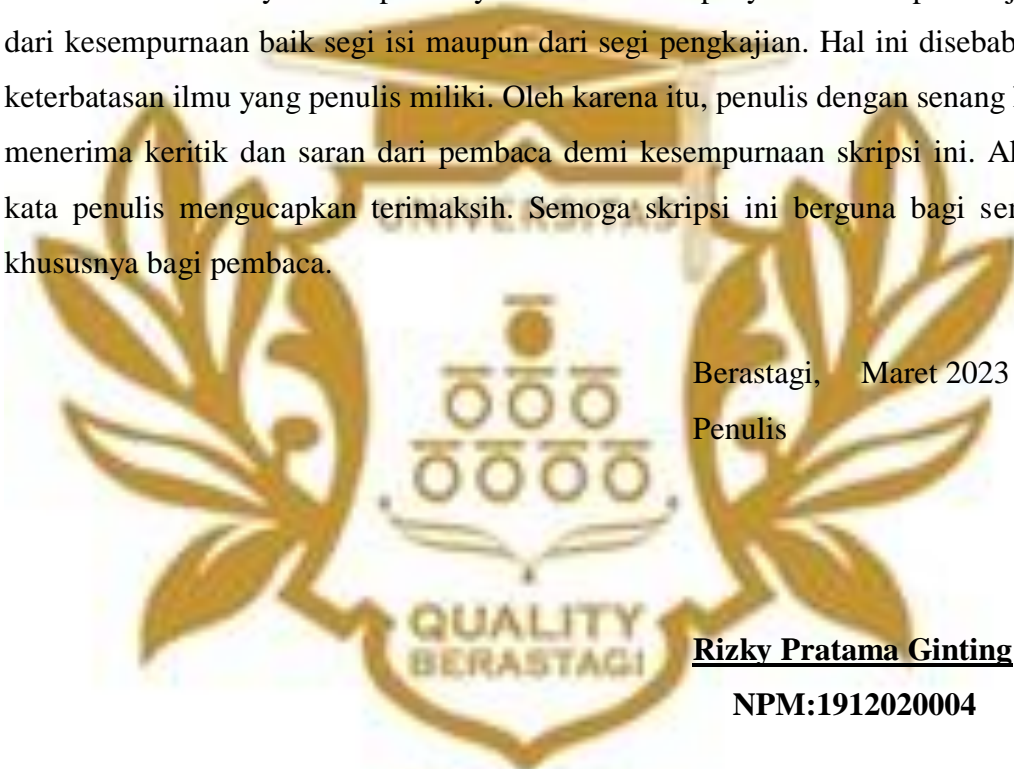 dari kesempurnaan baik segi isi maupun dari segi pengkajian. Hal ini disebab
keterbatasan ilmu yang penulis miliki. Oleh karena itu, penulis dengan senang
menerima keritik dan saran dari pembaca demi kesempurnaan skripsi ini.
kata penulis mengucapkan terimaksih. Semoga skripsi ini berguna bagi
khususnya bagi pembaca.
UNIVERSITAS
Berastagi, Maret 2023
Penulis
QUALITY
BERASTAGI
Rizky Pratama Ginting
NPM:1912020004